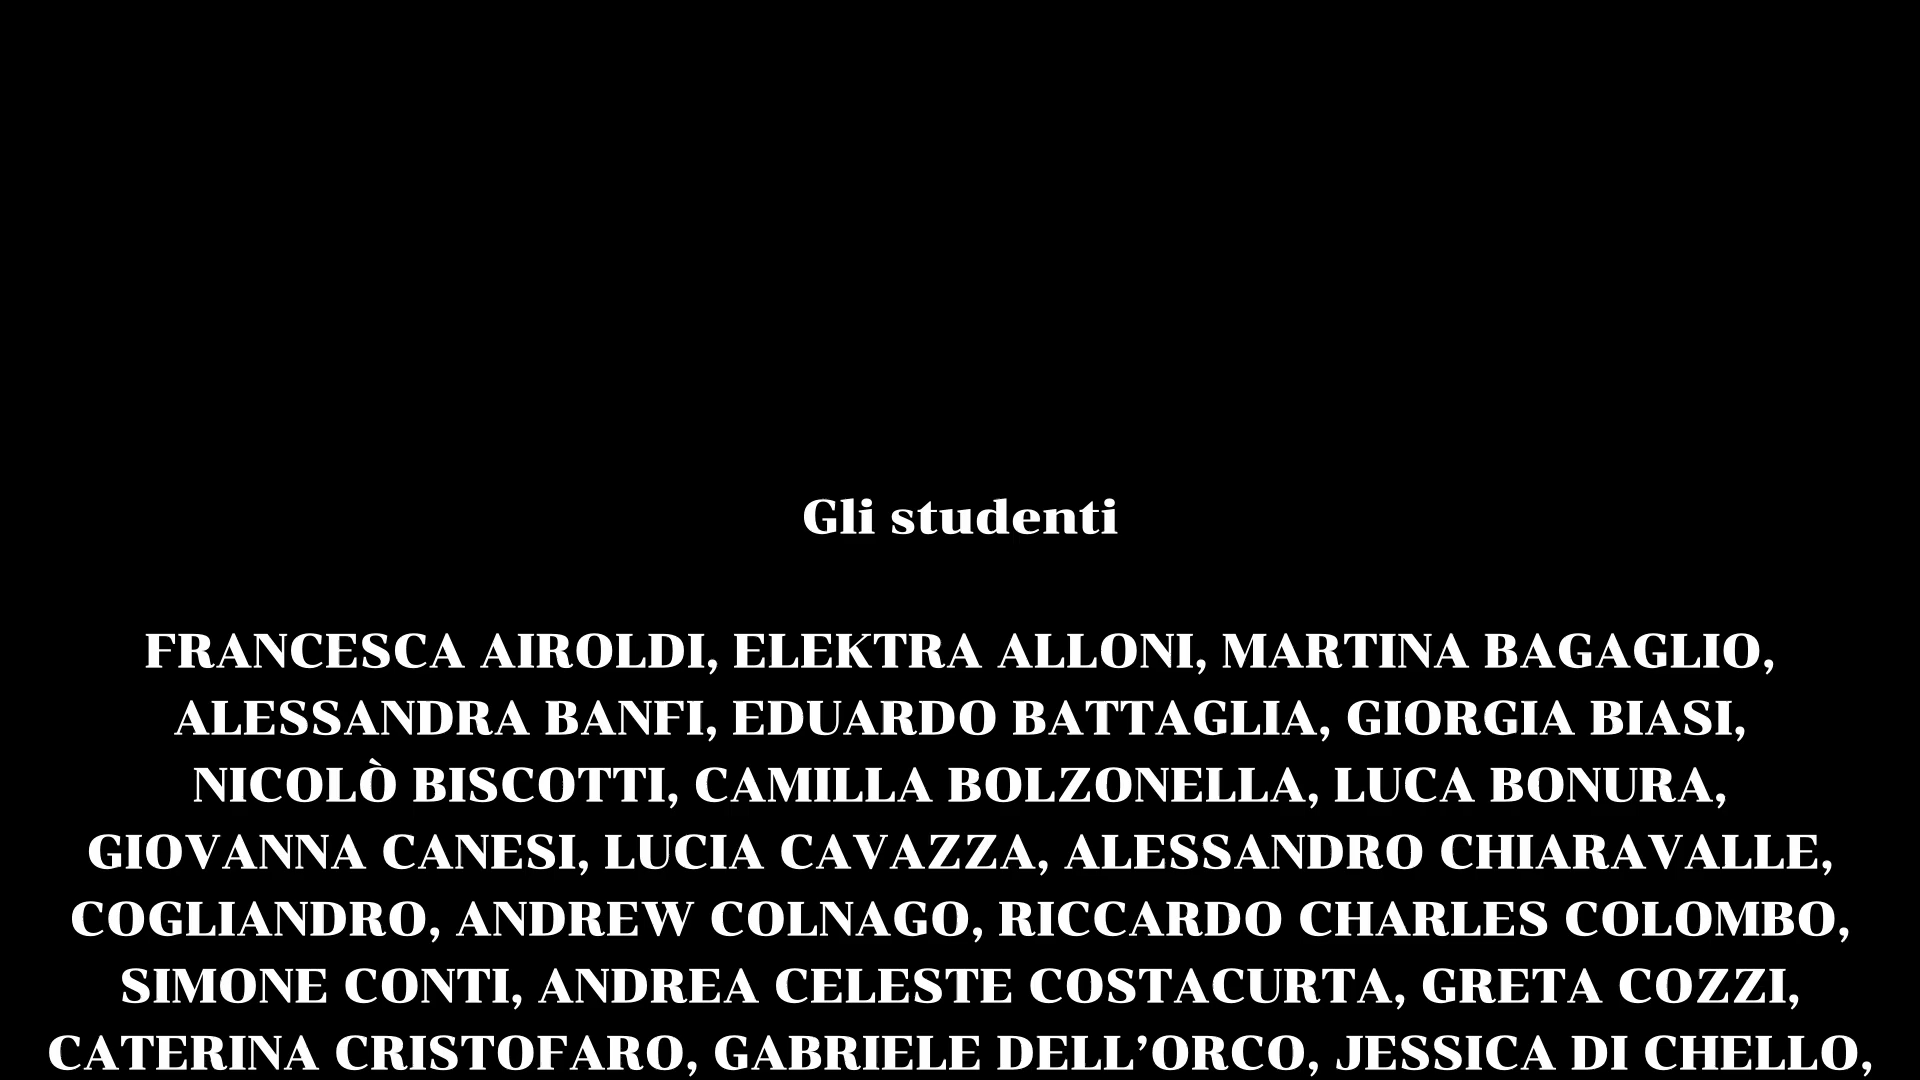 Gli studenti
FRANCESCA AIROLDI, ELEKTRA ALLONI, MARTINA BAGAGLIO,
ALESSANDRA BANFI, EDUARDO BATTAGLIA, GIORGIA BIASI,
NICOLÒ BISCOTTI, CAMILLA BOLZONELLA, LUCA BONURA,
GIOVANNA CANESI, LUCIA CAVAZZA, ALESSANDRO CHIARAVALLE,
COGLIANDRO, ANDREW COLNAGO, RICCARDO CHARLES COLOMBO,
SIMONE CONTI, ANDREA CELESTE COSTACURTA, GRETA COZZI,
CATERINA CRISTOFARO, GABRIELE DELL’ORCO, JESSICA DI CHELLO,